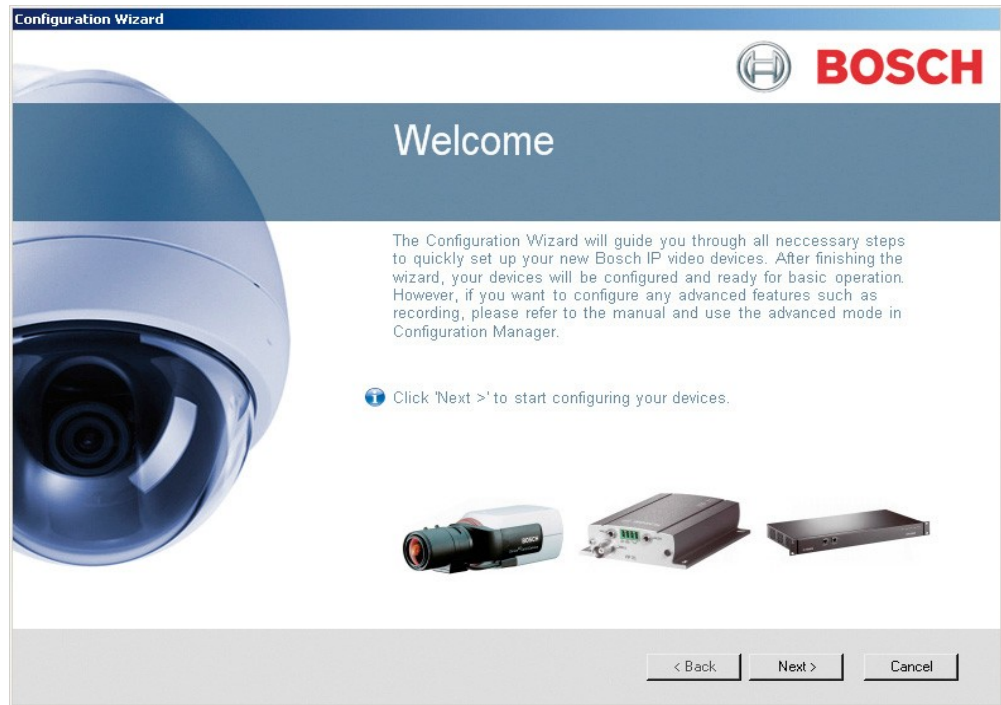 Configuration Wizard
BOSCH
Welcome
The Configuration Wizard will guide you through all neccessary steps
to quickly set up your new Bosch IP video devices. After finishing the
wizard, your devices will be configured and ready for basic operation.
However, if you want to configure any advanced features such as
recording, please refer to the manual and use the advanced mode in
Configuration Manager.
Click 'Next >' to start configuring your devices.
BOSCH
< Back
Next >
Cancel